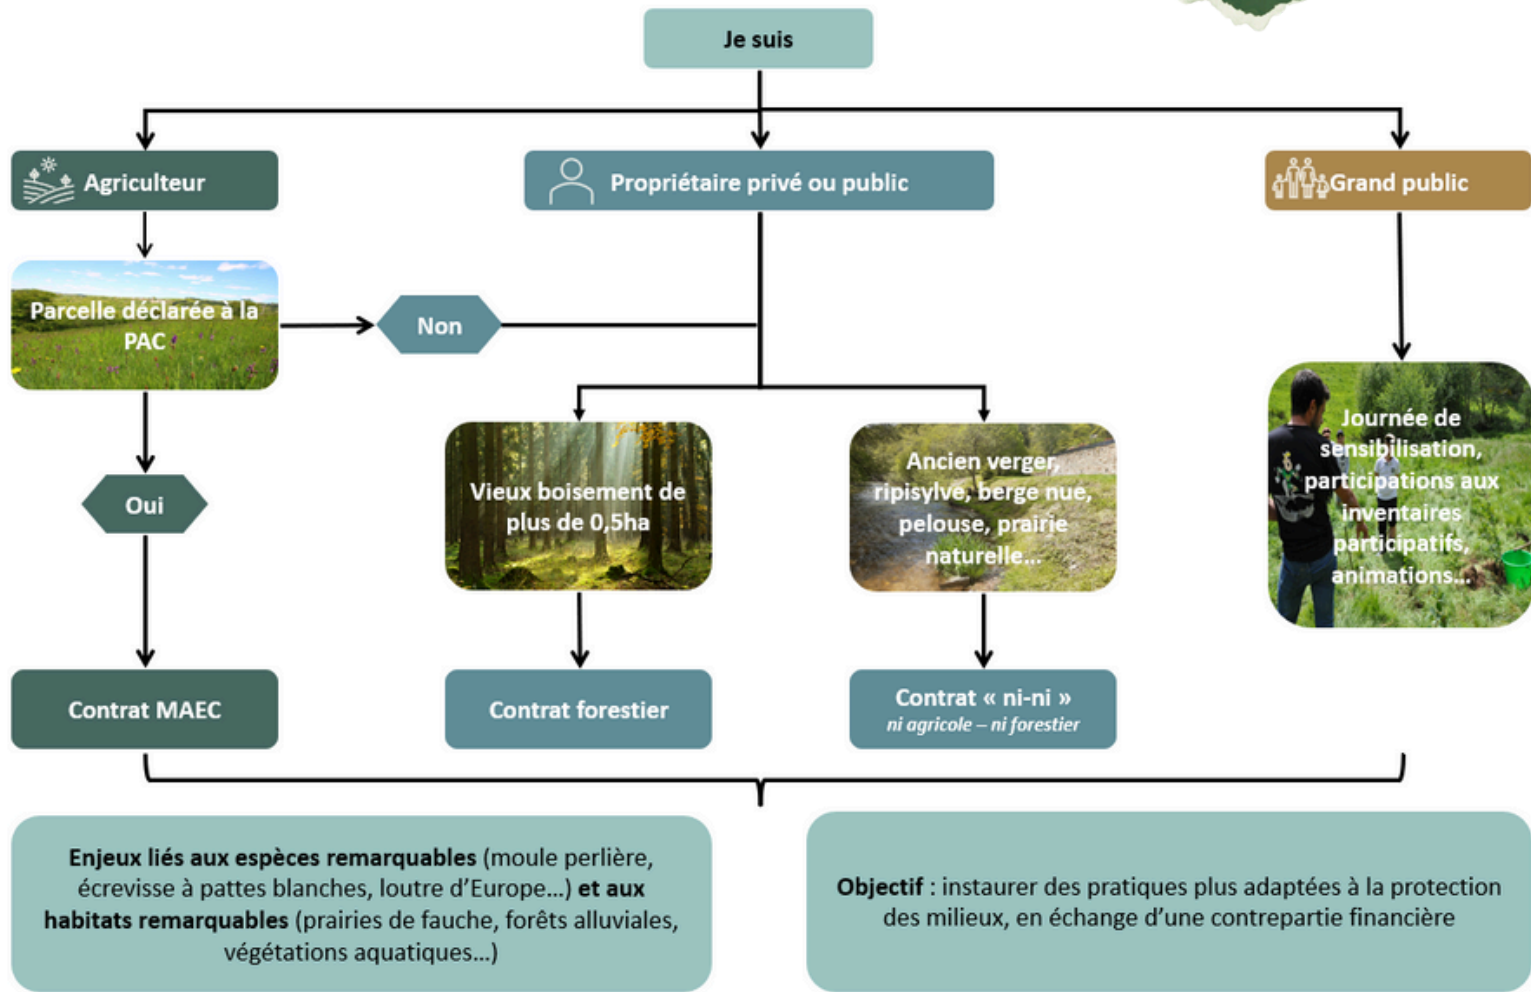 Je suis
Agriculteur
Propriétaire privé ou public
Grand public
Parcelle déclarée à la
PAC
Non
Oui
Vieux boisement de
plus de 0,5ha
Ancien verger,
ripisylve, berge nue,
pelouse, prairie
naturelle...
Journée de
sensibilisation,
participations aux
inventaires
participatifs,
animations...
Contrat MAEC
Contrat forestier
Contrat « ni-ni »
ni agricole – ni forestier
Enjeux liés aux espèces remarquables (moule perlière,
écrevisse à pattes blanches, loutre d’Europe...) et aux
habitats remarquables (prairies de fauche, forêts alluviales,
végétations aquatiques...)
Objectif : instaurer des pratiques plus adaptées à la protection
des milieux, en échange d’une contrepartie financière